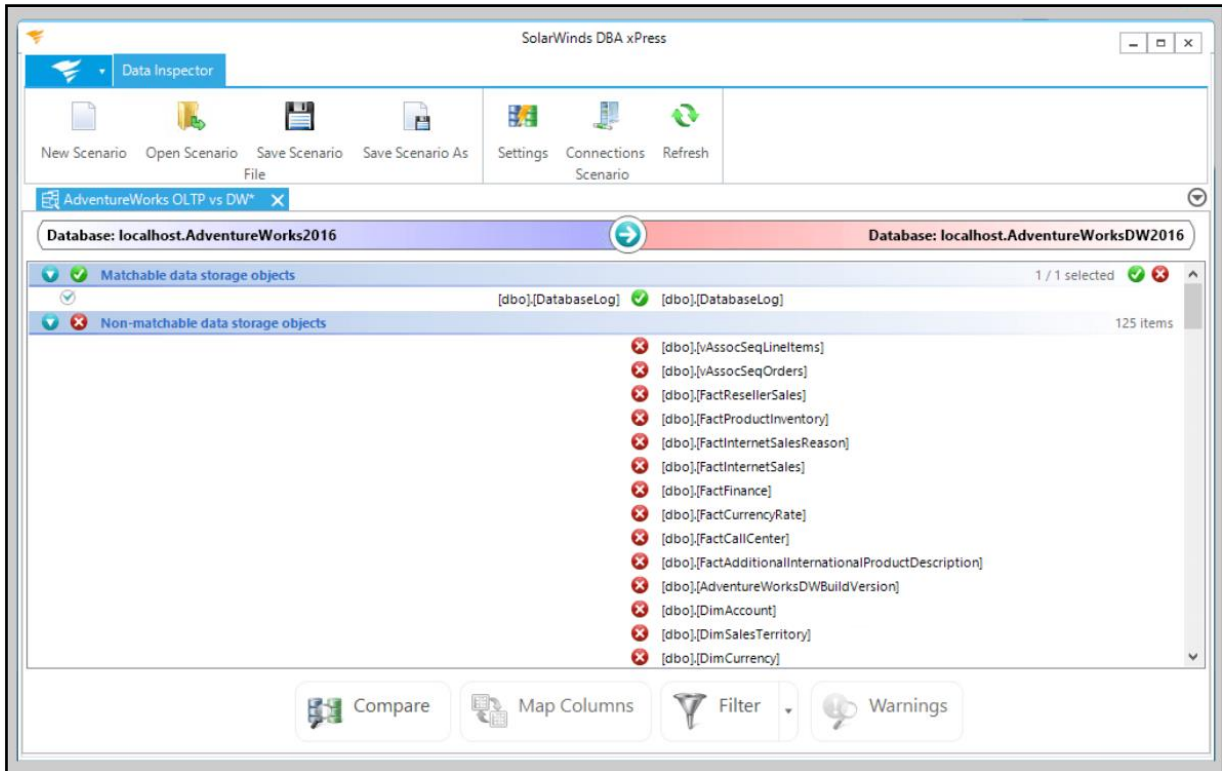 SolarWinds DBA xPress
Data Inspector
New Scenario Open Scenario Save Scenario Save Scenario As Settings Connections Refresh
File Scenario
AdventureWorks OLTP vs DW*
Database: localhost.AdventureWorks2016 Database: localhost.AdventureWorksDW2016
Matchable data storage objects 1 / 1 selected
[dbo].[DatabaseLog] [dbo].[DatabaseLog]
Non-matchable data storage objects 125 items
[dbo].[vAssocSeqLineItems]
[dbo].[vAssocSeqOrders]
[dbo].[FactResellerSales]
[dbo].[FactProductInventory]
[dbo].[FactInternetSalesReason]
[dbo].[FactInternetSales]
[dbo].[FactFinance]
[dbo].[FactCurrencyRate]
[dbo].[FactCallCenter]
[dbo].[FactAdditionalInternationalProductDescription]
[dbo].[AdventureWorksDWBuildVersion]
[dbo].[DimAccount]
[dbo].[DimSalesTerritory]
[dbo].[DimCurrency]
Compare Map Columns Filter Warnings